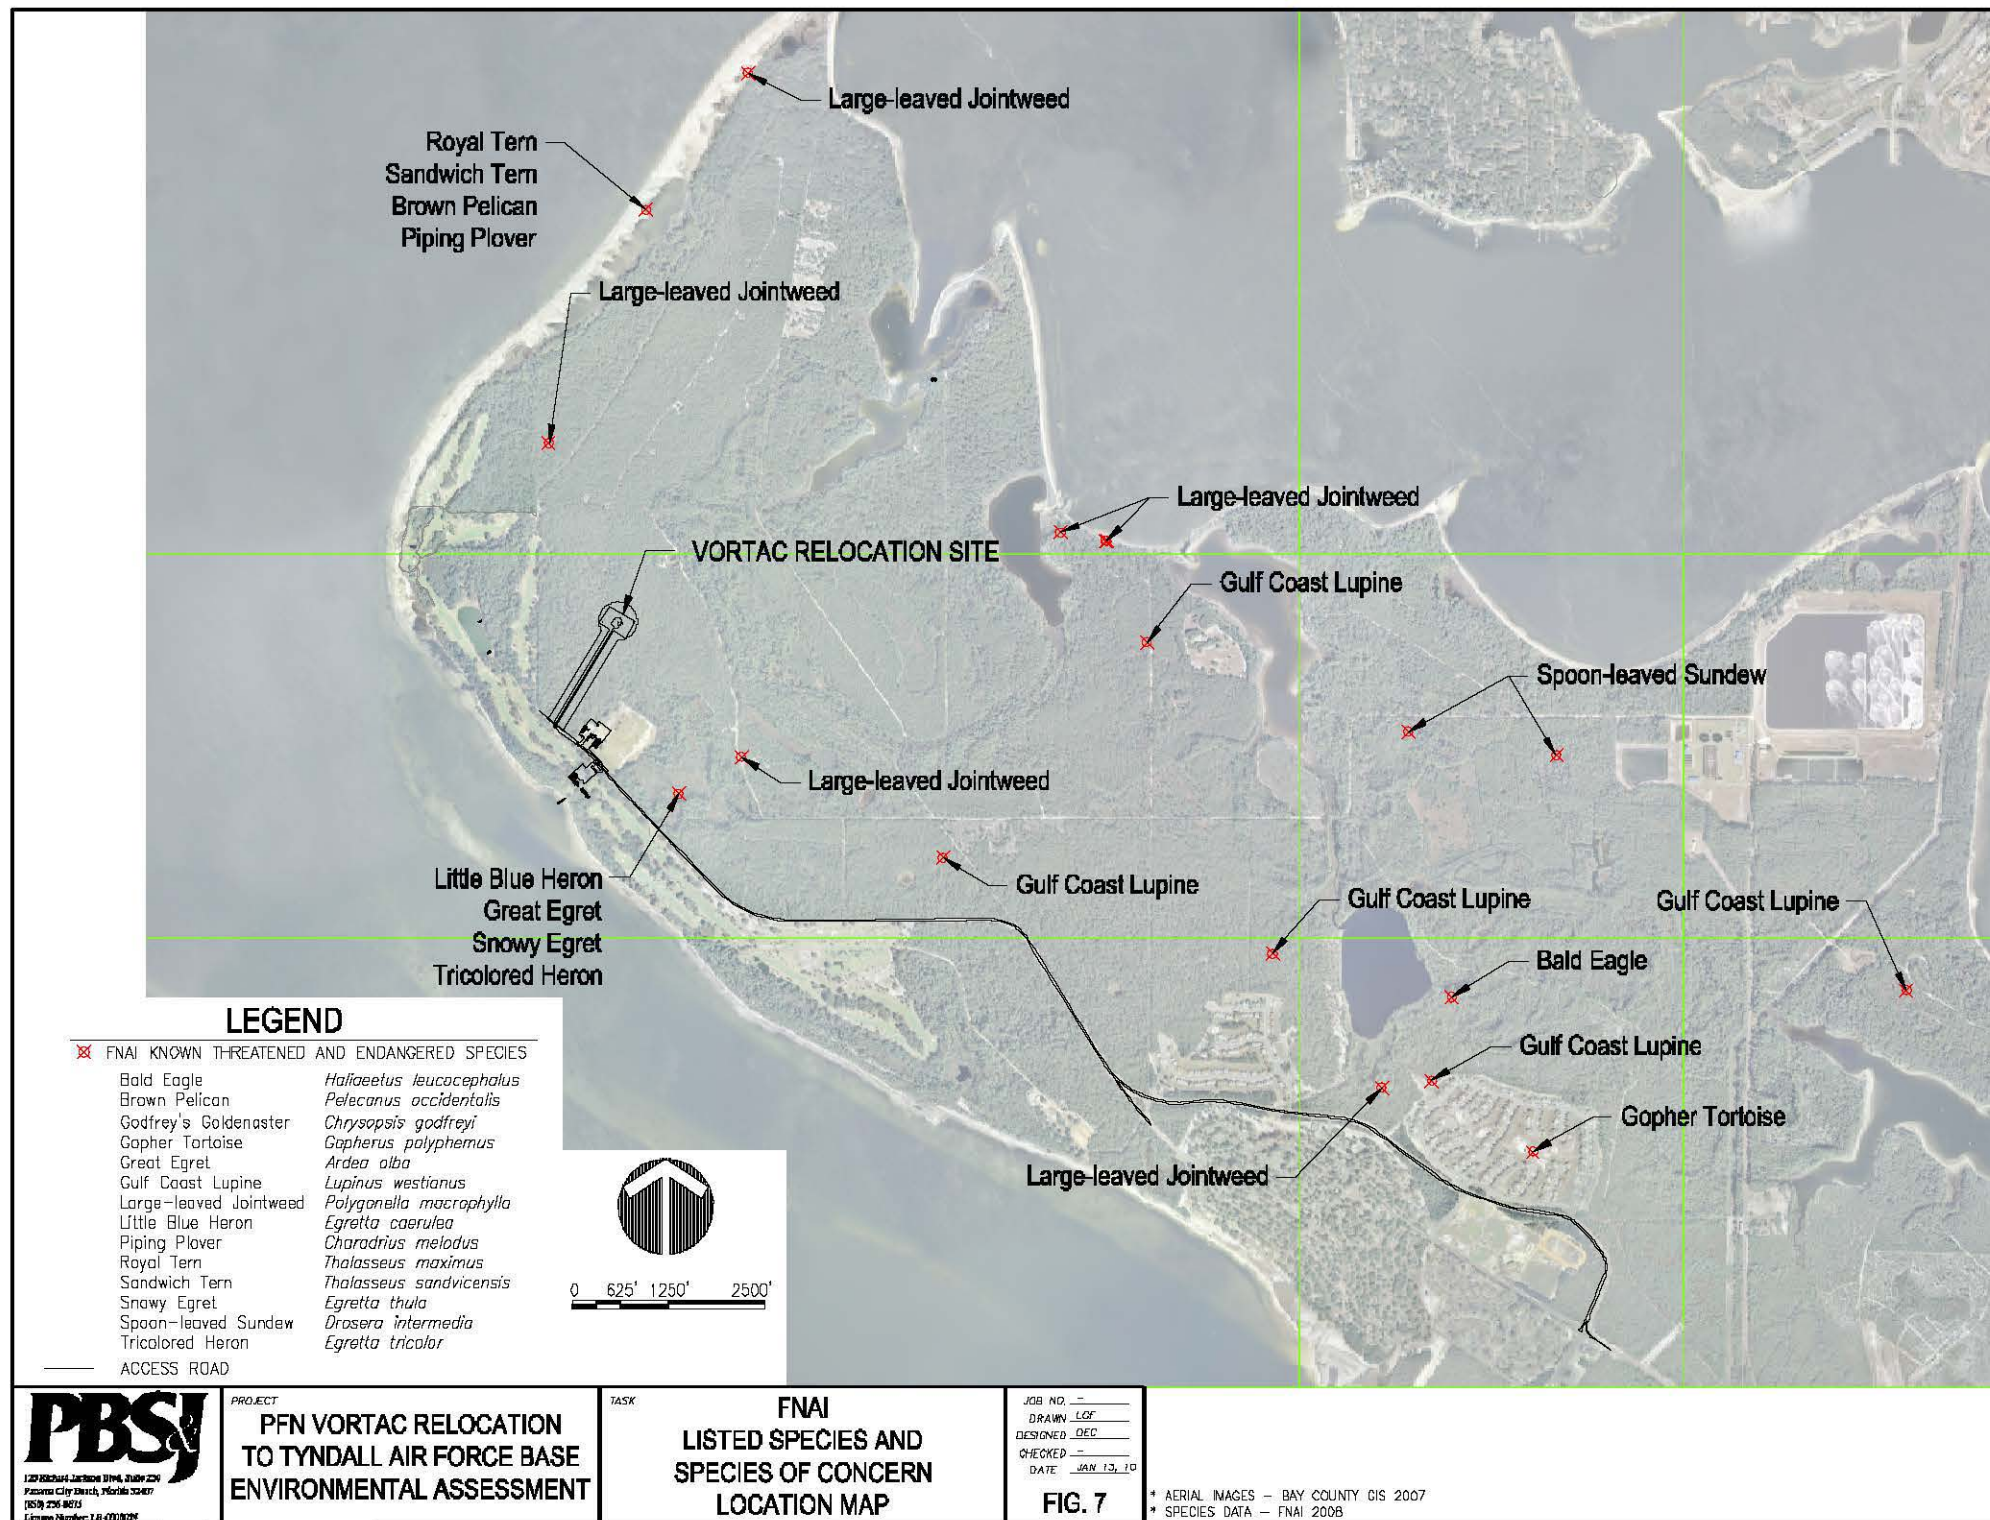 Large-leaved Jointweed
Royal Tern
Sandwich Tern
Brown Pelican
Piping Plover
Large-leaved Jointweed
Large-leaved Jointweed
VORTAC RELOCATION SITE
Gulf Coast Lupine
Spoon-leaved Sundew
Large-leaved Jointweed
Little Blue Heron
Great Egret
Snowy Egret
Tricolored Heron
Gulf Coast Lupine
Gulf Coast Lupine
Gulf Coast Lupine
Bald Eagle
Gulf Coast Lupine
Gopher Tortoise
Large-leaved Jointweed
LEGEND
FNAI KNOWN THREATENED AND ENDANGERED SPECIES
Bald Eagle Haliaeetus leucocephalus
Brown Pelican Pelecanus occidentalis
Godfrey's Goldenaster Chrysopsis godfreyi
Gopher Tortoise Gopherus polyphemus
Great Egret Ardea alba
Gulf Coast Lupine Lupinus westianus
Large-leaved Jointweed Polygonella macrophylla
Little Blue Heron Egretta caerulea
Piping Plover Charadrius melodus
Royal Tern Thalasseus maximus
Sandwich Tern Thalasseus sandvicensis
Snowy Egret Egretta thula
Spoon-leaved Sundew Drosera intermedia
Tricolored Heron Egretta tricolor
ACCESS ROAD
0 625' 1250' 2500'
PBS&J
Panama City Beach, Florida 32407
PROJECT
PFN VORTAC RELOCATION
TO TYNDALL AIR FORCE BASE
ENVIRONMENTAL ASSESSMENT
TASK
FNAI
LISTED SPECIES AND
SPECIES OF CONCERN
LOCATION MAP
JOB NO. -
DRAWN LGF
DESIGNED DEC
CHECKED -
DATE JAN 13, 10
FIG. 7
* AERIAL IMAGES - BAY COUNTY GIS 2007
* SPECIES DATA - FNAI 2008